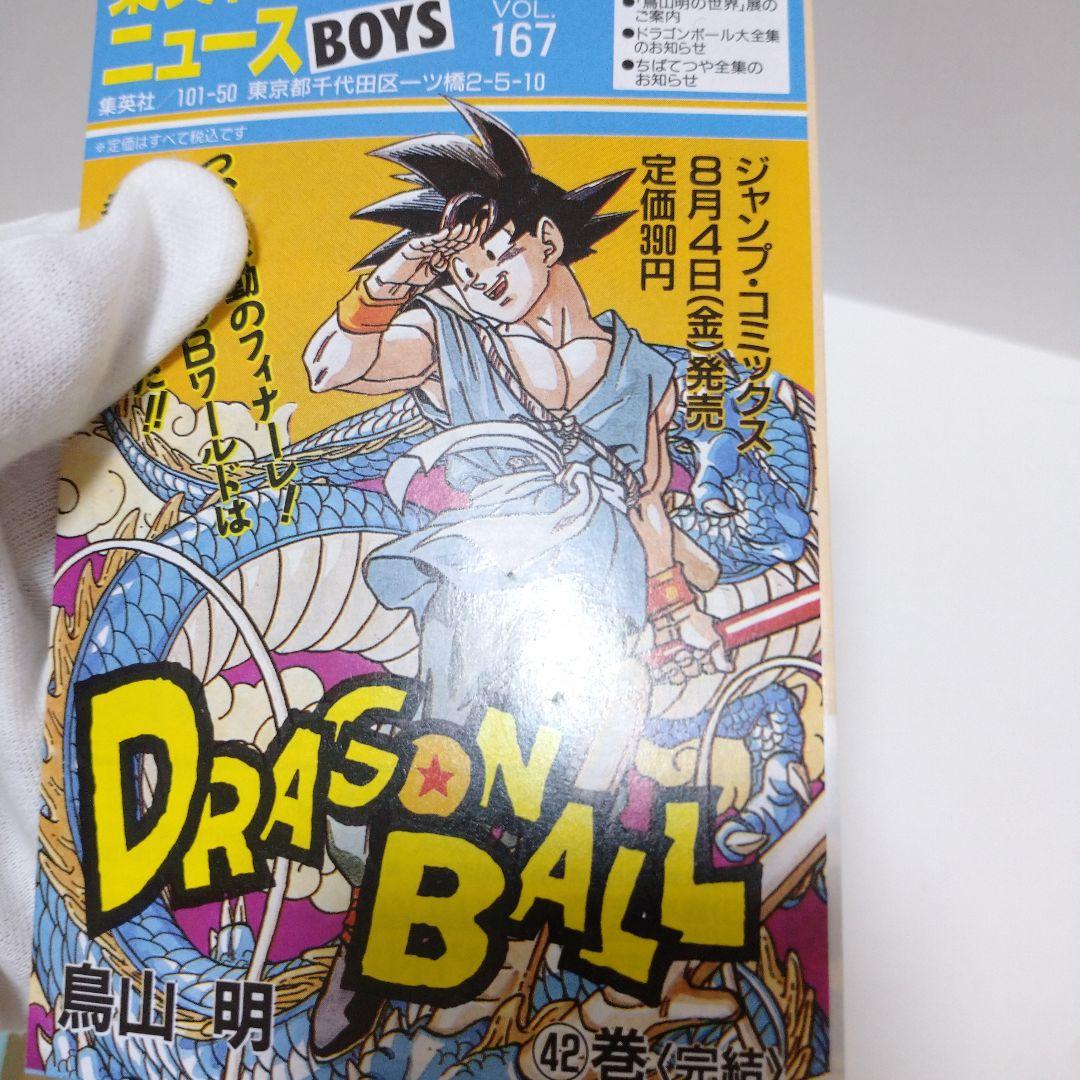 ニュース BOYS
VOL.
167
集英社/101-50 東京都千代田区一ツ橋2-5-10
●「鳥山明の世界」展の
ご案内
●ドラゴンボール大全集
のお知らせ
●ちばてつや全集の
お知らせ
※定価はすべて税込です
ジャンプ・コミックス
8月4日(金)発売
定価390円
動のフィナーレ!
Bワールドは
だ!!
DRAGON
BALL
鳥山 明
㊷巻〈完結〉